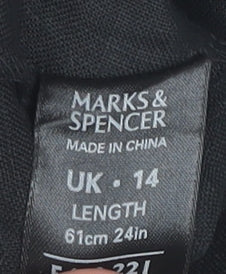 MARKS &
SPENCER
MADE IN CHINA
UK • 14
LENGTH
61cm 24in